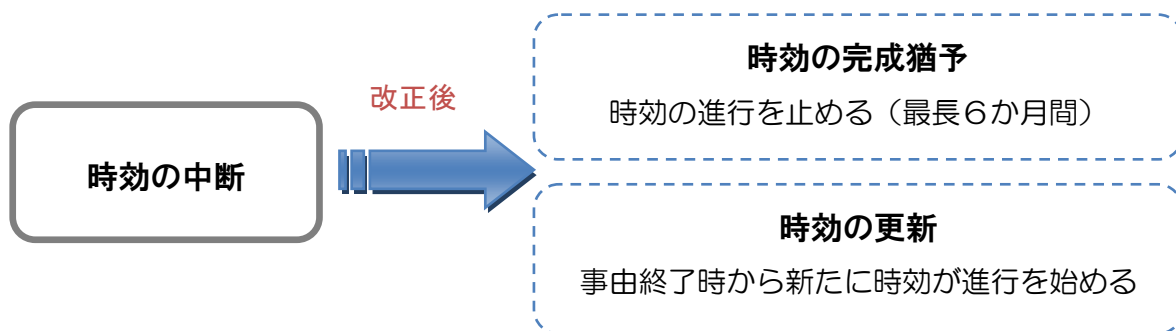 時効の中断
改正後
時効の完成猶予
時効の進行を止める（最長６か月間）
時効の更新
事由終了時から新たに時効が進行を始める